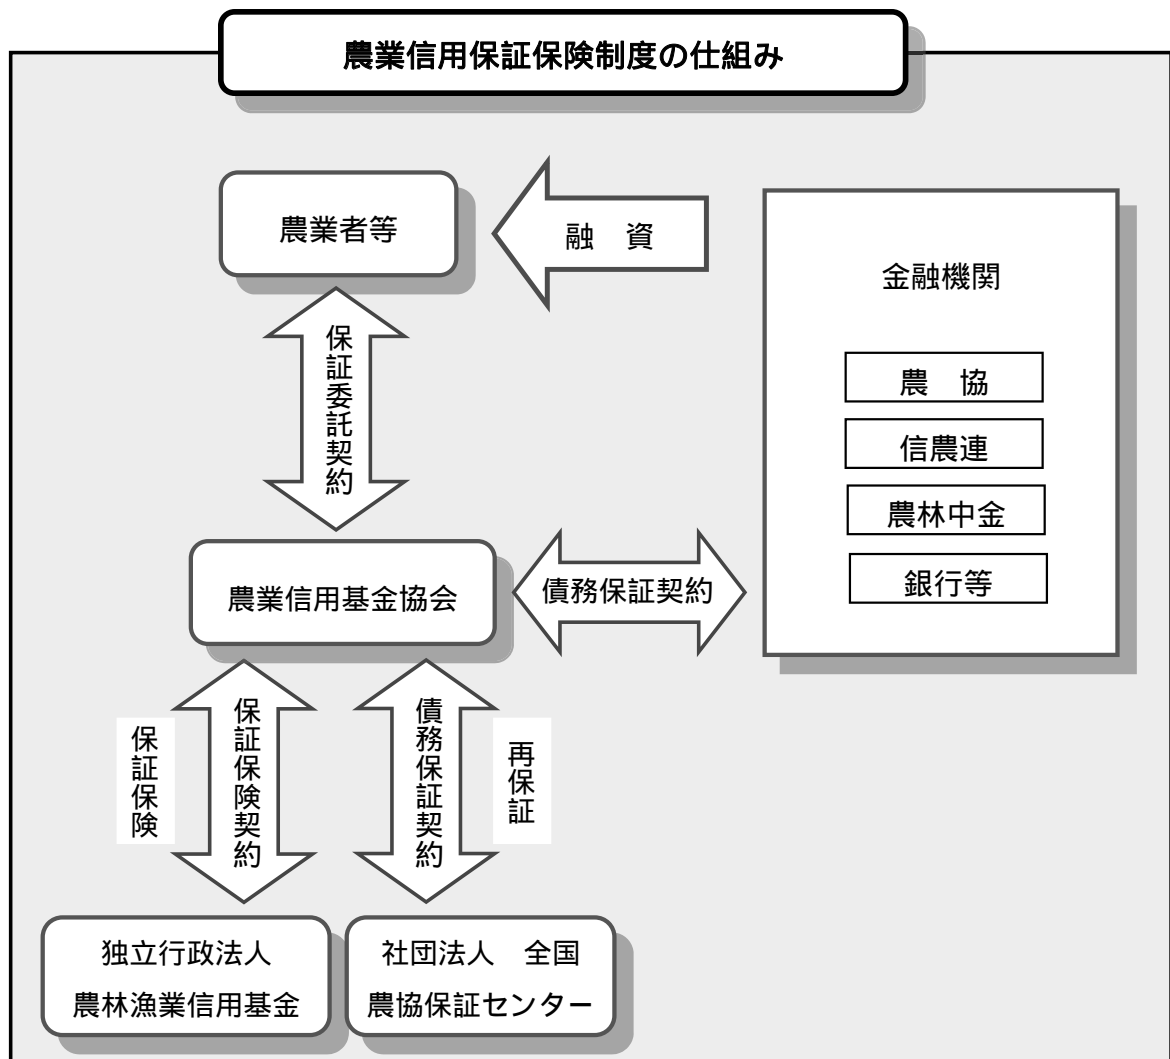 農業信用保証保険制度の仕組み
農業者等
融　資
金融機関
農　協
信農連
農林中金
銀行等
保証委託契約
農業信用基金協会
債務保証契約
保証保険
保証保険契約
債務保証契約
再保証
独立行政法人
農林漁業信用基金
社団法人　全国
農協保証センター